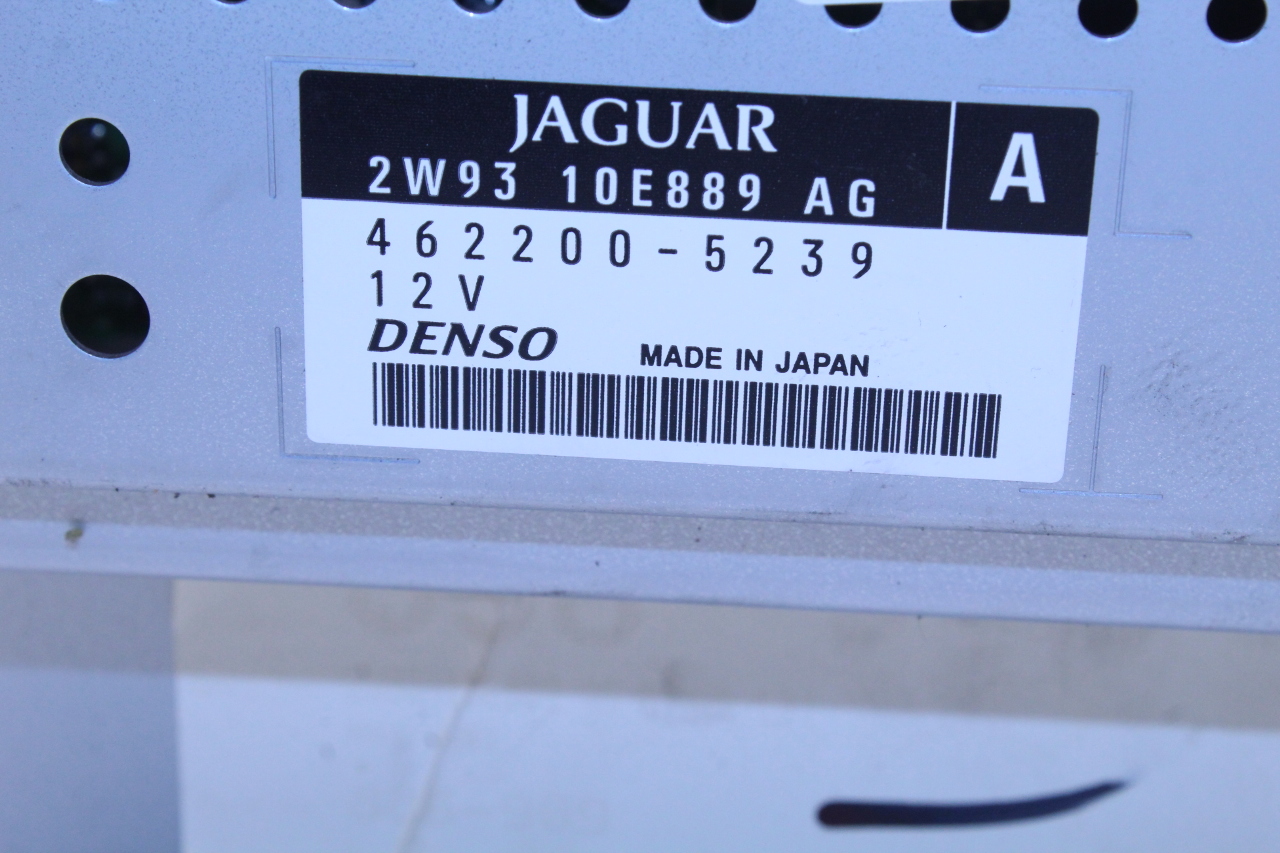 JAGUAR
2W93 10E889 AG
A
462200-5239
12V
DENSO MADE IN JAPAN